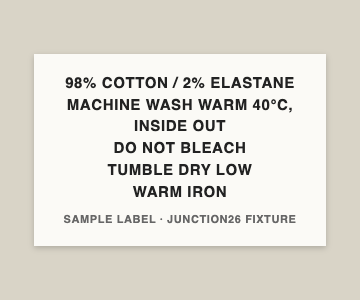 98% COTTON / 2% ELASTANE
MACHINE WASH WARM 40°C,
INSIDE OUT
DO NOT BLEACH
TUMBLE DRY LOW
WARM IRON
SAMPLE LABEL · JUNCTION26 FIXTURE